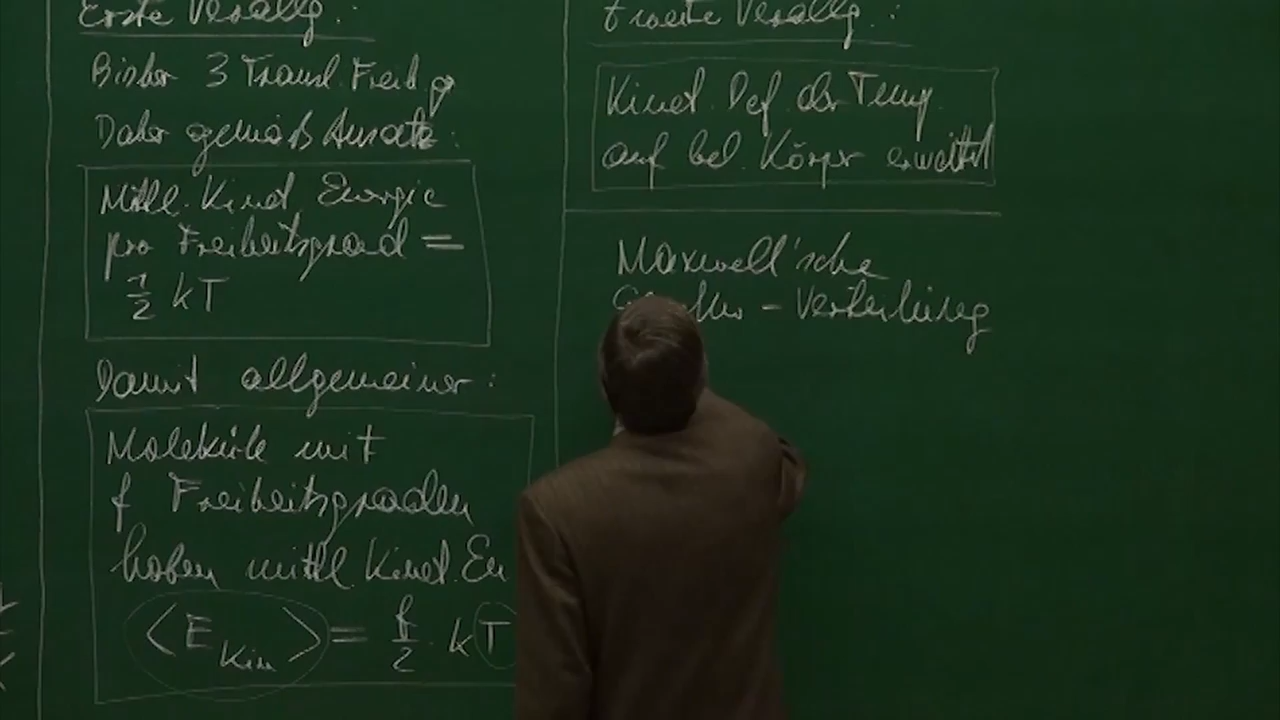 Erste Verallg.:
Bisher 3 Transl. Freih.g
Daher gemäß Ansatz:
Mittl. Kinet Energie
pro Freiheitsgrad =
1/2 kT
Damit allgemeiner:
Moleküle mit
f Freiheitsgraden
haben mittl. Kinet. En
⟨E_Kin⟩ = f/2 · kT
Zweite Verallg.:
Kinet. Def der Temp.
auf bel. Körper erweitert
Maxwell'sche
- Verteilung